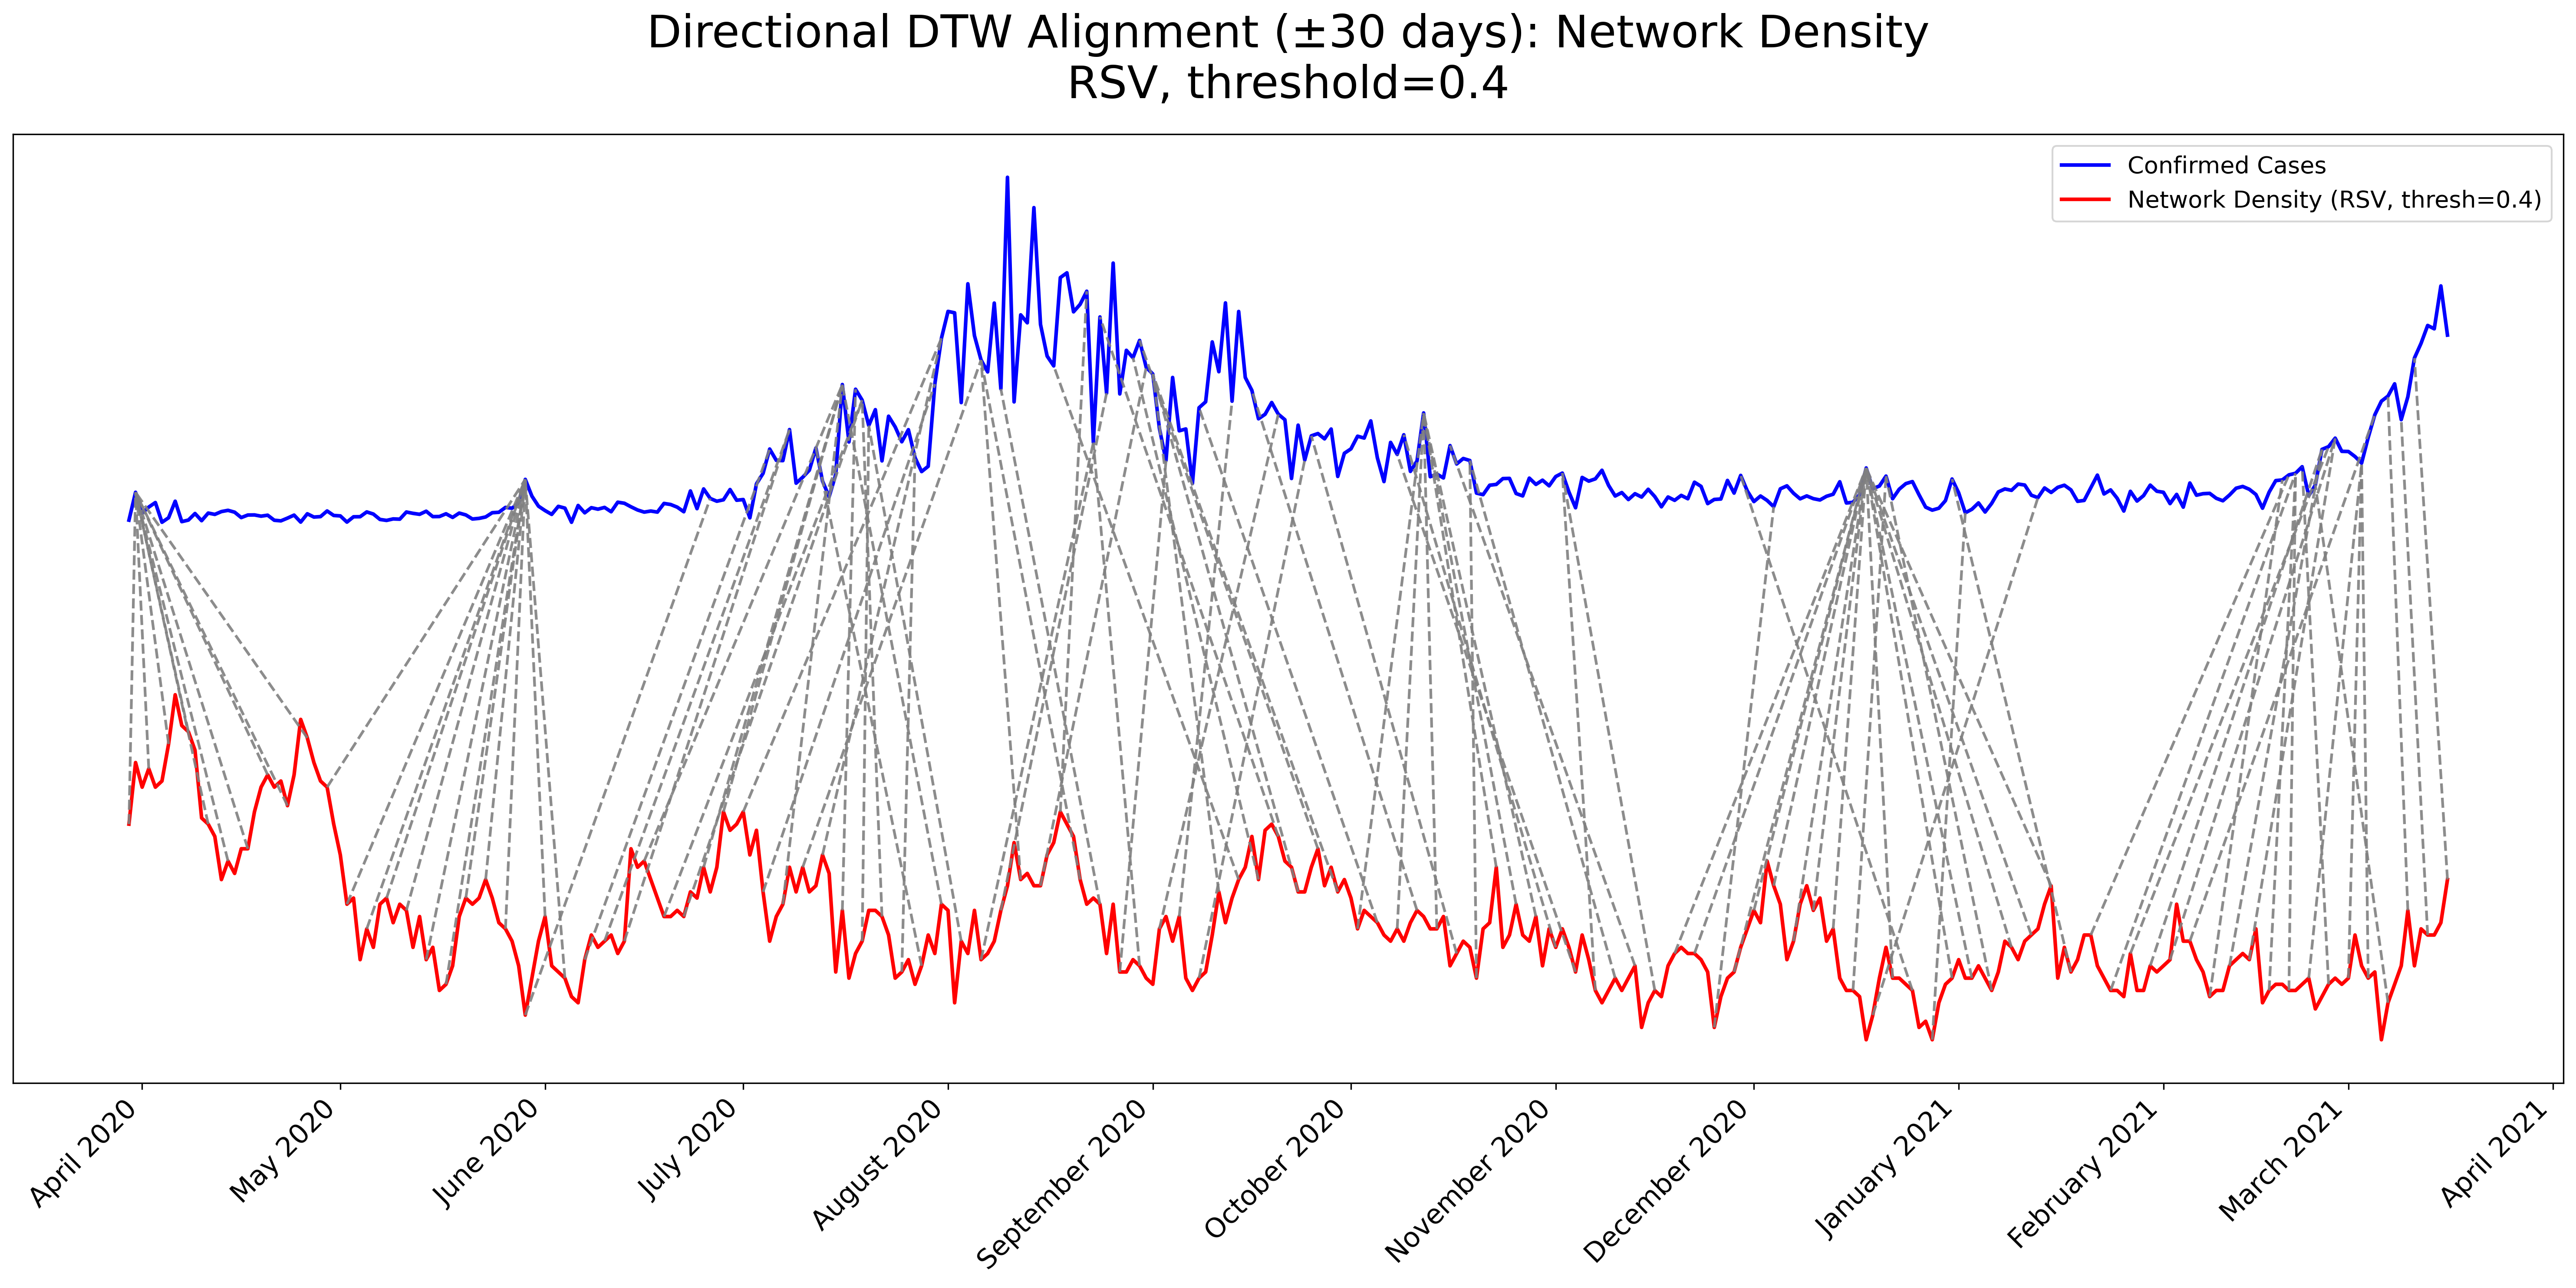 Directional DTW Alignment (±30 days): Network Density
RSV, threshold=0.4
Confirmed Cases
Network Density (RSV, thresh=0.4)
April 2020
May 2020
June 2020
July 2020
August 2020
September 2020
October 2020
November 2020
December 2020
January 2021
February 2021
March 2021
April 2021